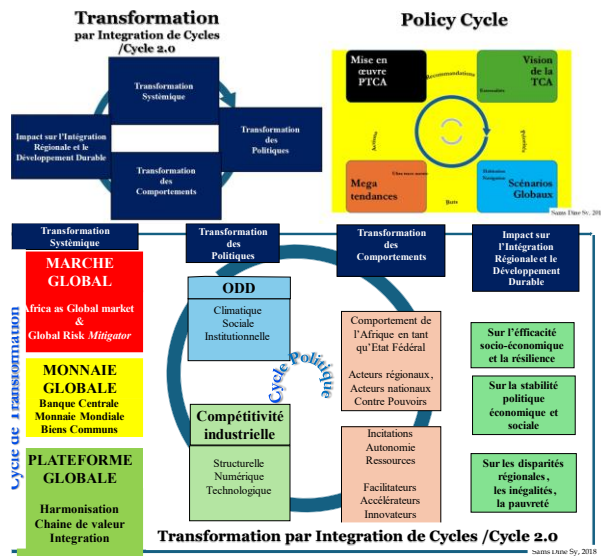 Transformation
par Integration de Cycles
/Cycle 2.0
Transformation
Systémique
Impact sur l'Intégration
Régionale et le
Développement Durable
Transformation
des
Politiques
Transformation
des
Comportements
Policy Cycle
Mise en
œuvre
PTCA
Recommandations
Vision
de la
TCA
Actions
Mega
tendances
Buts
Scénarios
Globaux
Sams Dine Sy, 201
Transformation
Systémique
Transformation
des
Politiques
Transformation
des
Comportements
Impact sur
l'Intégration
Régionale et le
Développement
Durable
Cycle de Transformation
MARCHE
GLOBAL
Africa as Global market
&
Global Risk Mitigator
MONNAIE
GLOBALE
Banque Centrale
Monnaie Mondiale
Biens Communs
PLATEFORME
GLOBALE
Harmonisation
Chaine de valeur
Integration
ODD
Climatique
Sociale
Institutionnelle
Cycle Politique
Compétitivité
industrielle
Structurelle
Numérique
Technologique
Comportement de
l'Afrique en tant
qu'Etat Fédéral
Acteurs régionaux,
Acteurs nationaux
Contre Pouvoirs
Incitations
Autonomie
Ressources
Facilitateurs
Accélérateurs
Innovateurs
Sur l'éfficacité
socio-économique
et la résilience
Sur la stabilité
politique
économique et
sociale
Sur les disparités
régionales,
les inégalités,
la pauvreté
Transformation par Integration de Cycles /Cycle 2.0
Sams Dine Sy, 2018